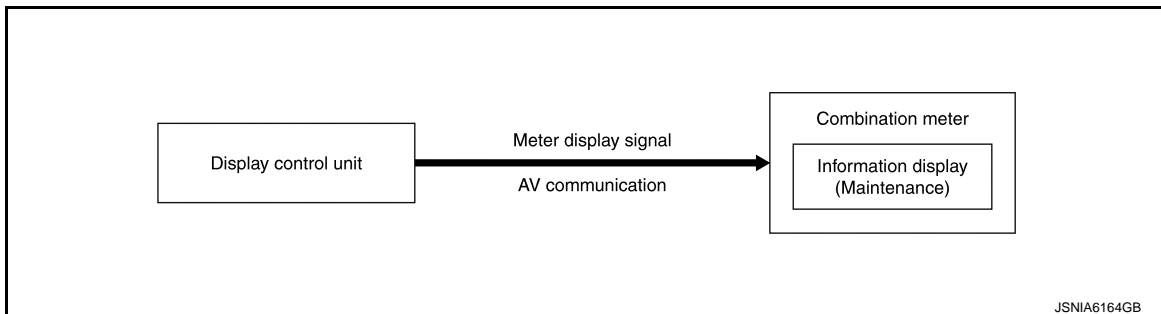 Display control unit
Meter display signal
AV communication
Combination meter
Information display
(Maintenance)
JSNIA6164GB